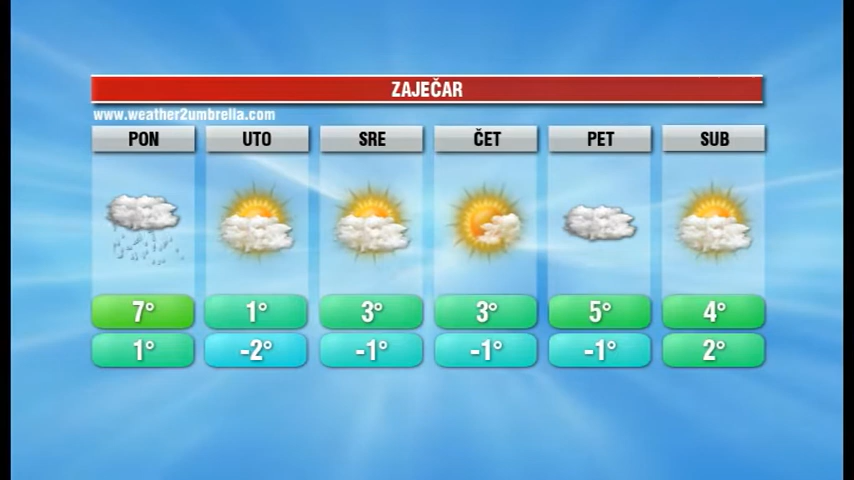 ZAJEČAR
www.weather2umbrella.com
PON UTO SRE ČET PET SUB
7° 1° 3° 3° 5° 4°
1° -2° -1° -1° -1° 2°